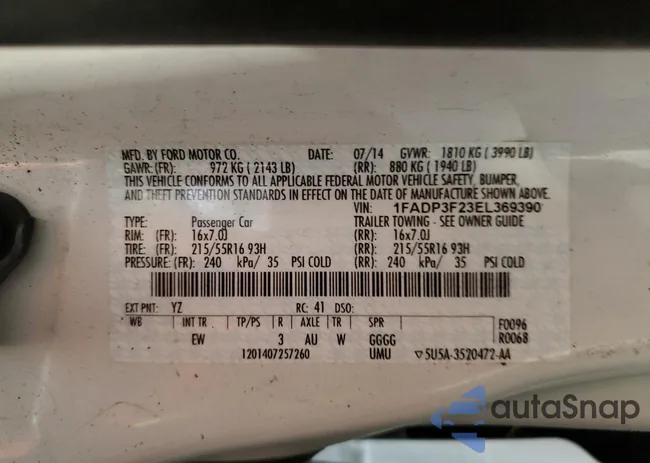 MFD. BY FORD MOTOR CO. DATE: 07/14 GVWR: 1810 KG ( 3990 LB)
GAWR: (FR): 972 KG ( 2143 LB) (RR): 880 KG ( 1940 LB)
THIS VEHICLE CONFORMS TO ALL APPLICABLE FEDERAL MOTOR VEHICLE SAFETY, BUMPER,
AND THEFT PREVENTION STANDARDS IN EFFECT ON THE DATE OF MANUFACTURE SHOWN ABOVE.
VIN: 1FADP3F23EL369390
TYPE: Passenger Car TRAILER TOWING - SEE OWNER GUIDE
RIM: (FR): 16x7.0J (RR): 16x7.0J
TIRE: (FR): 215/55R16 93H (RR): 215/55R16 93H
PRESSURE: (FR): 240 kPa/ 35 PSI COLD (RR): 240 kPa/ 35 PSI COLD
EXT PNT: YZ RC: 41 DSO:
WB INT TR TP/PS R AXLE TR SPR F0096
EW 3 AU W GGGG R0068
1201407257260 UMU ▽5U5A-3520472-AA
autaSnap